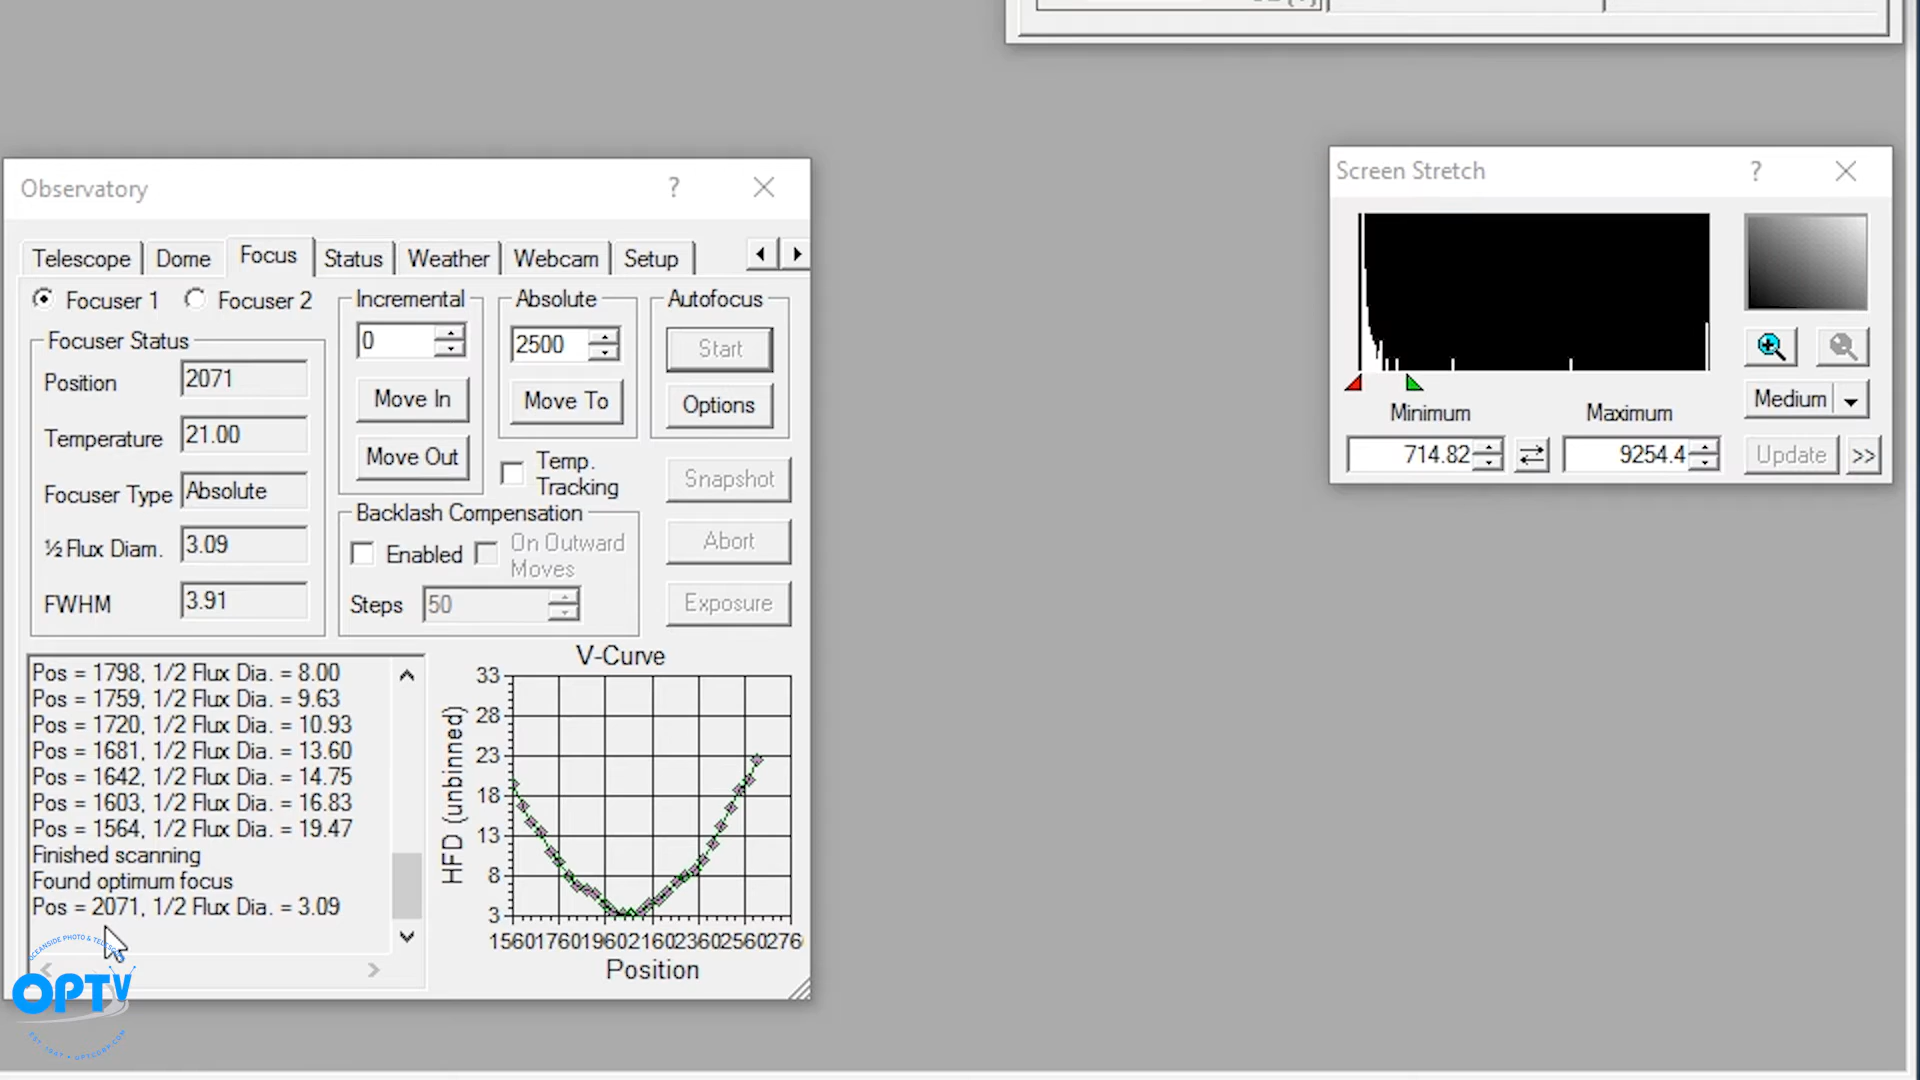 Observatory
?
Telescope Dome Focus Status Weather Webcam Setup
Focuser 1 Focuser 2
Focuser Status
Position 2071
Temperature 21.00
Focuser Type Absolute
½ Flux Diam. 3.09
FWHM 3.91
Incremental
0
Move In
Move Out
Absolute
2500
Move To
Temp. Tracking
Autofocus
Start
Options
Snapshot
Abort
Exposure
Backlash Compensation
Enabled On Outward Moves
Steps 50
Pos = 1798, 1/2 Flux Dia. = 8.00
Pos = 1759, 1/2 Flux Dia. = 9.63
Pos = 1720, 1/2 Flux Dia. = 10.93
Pos = 1681, 1/2 Flux Dia. = 13.60
Pos = 1642, 1/2 Flux Dia. = 14.75
Pos = 1603, 1/2 Flux Dia. = 16.83
Pos = 1564, 1/2 Flux Dia. = 19.47
Finished scanning
Found optimum focus
Pos = 2071, 1/2 Flux Dia. = 3.09
V-Curve
HFD (unbinned)
33
28
23
18
13
8
3
1560 1760 1960 2160 2360 2560 276
Position
Screen Stretch
?
Medium
Minimum Maximum
714.82 9254.4 Update >>
OPTV